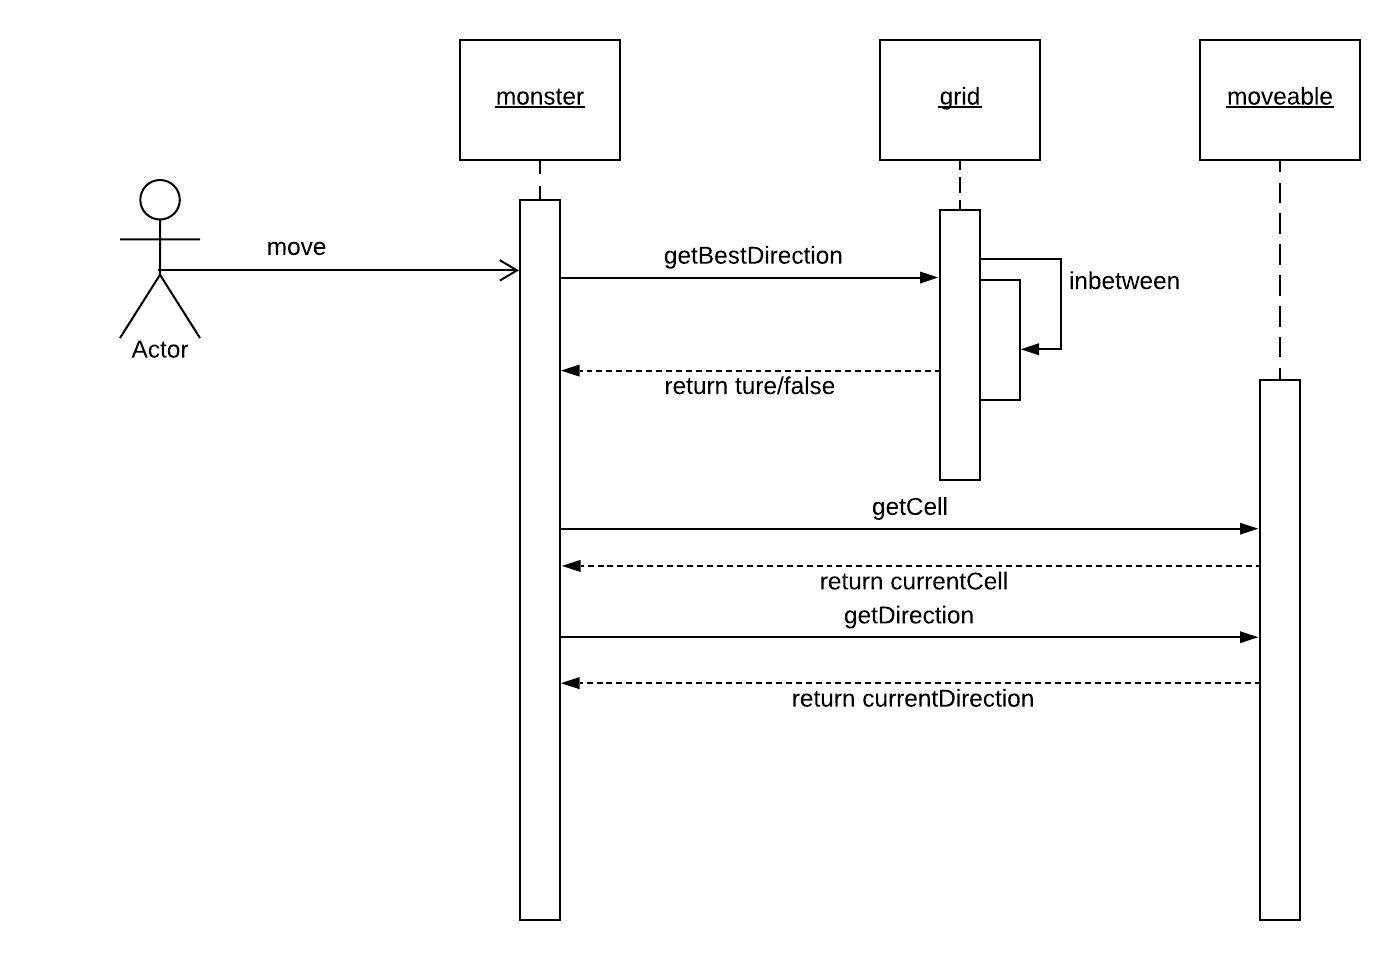 monster
grid
moveable
move
getBestDirection
inbetween
Actor
return ture/false
getCell
return currentCell
getDirection
return currentDirection